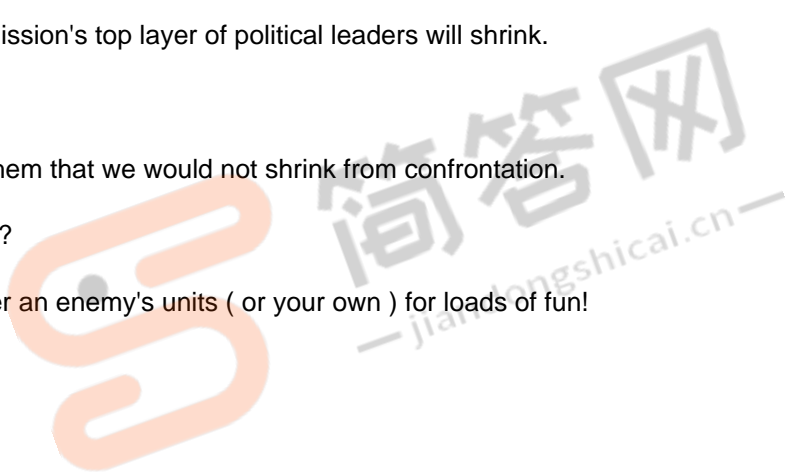 ission's top layer of political leaders will shrink.
hem that we would not shrink from confrontation.
?
er an enemy's units ( or your own ) for loads of fun!
简答网
jiandongshicai.cn